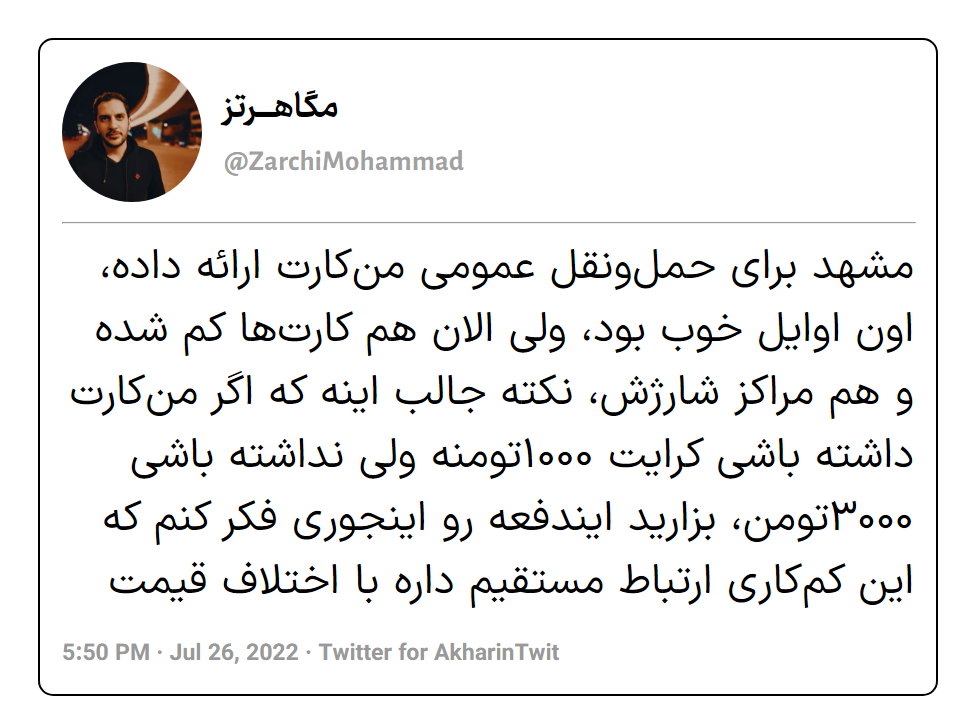 مگاهــرتز
@ZarchiMohammad
مشهد برای حمل‌ونقل عمومی من‌کارت ارائه داده،
اون اوایل خوب بود، ولی الان هم کارت‌ها کم شده
و هم مراکز شارژش، نکته جالب اینه که اگر من‌کارت
داشته باشی کرایت ۱۰۰۰تومنه ولی نداشته باشی
۳۰۰۰تومن، بزارید ایندفعه رو اینجوری فکر کنم که
این کم‌کاری ارتباط مستقیم داره با اختلاف قیمت
5:50 PM · Jul 26, 2022 · Twitter for AkharinTwit